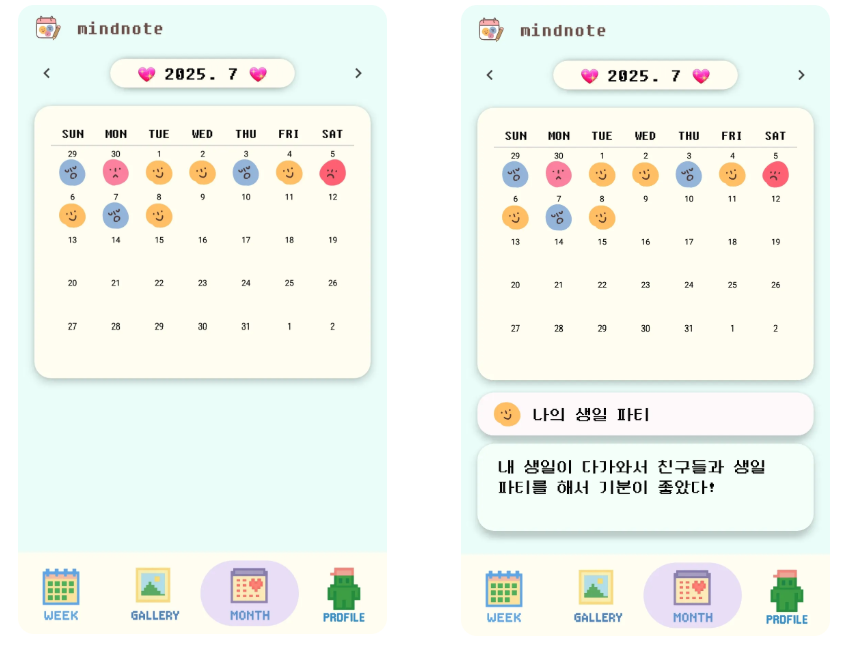 mindnote
2025. 7
SUN MON TUE WED THU FRI SAT
29 30 1 2 3 4 5
6 7 8 9 10 11 12
13 14 15 16 17 18 19
20 21 22 23 24 25 26
27 28 29 30 31 1 2
WEEK GALLERY MONTH PROFILE
mindnote
2025. 7
SUN MON TUE WED THU FRI SAT
29 30 1 2 3 4 5
6 7 8 9 10 11 12
13 14 15 16 17 18 19
20 21 22 23 24 25 26
27 28 29 30 31 1 2
나의 생일 파티
내 생일이 다가와서 친구들과 생일
파티를 해서 기분이 좋았다!
WEEK GALLERY MONTH PROFILE